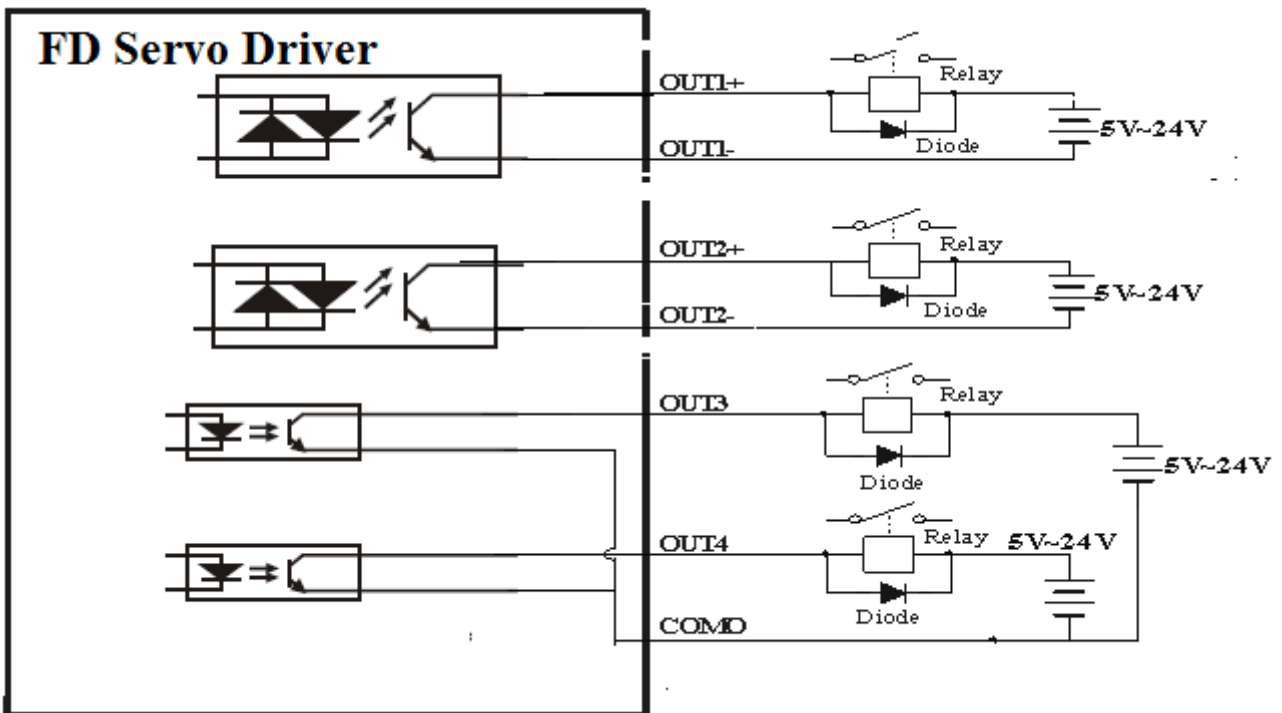 FD Servo Driver
OUT1+
Relay
5V~24V
Diode
OUT1-
OUT2+
Relay
5V~24V
Diode
OUT2-
OUT3
Relay
5V~24V
Diode
OUT4
Relay
5V~24V
Diode
COMO